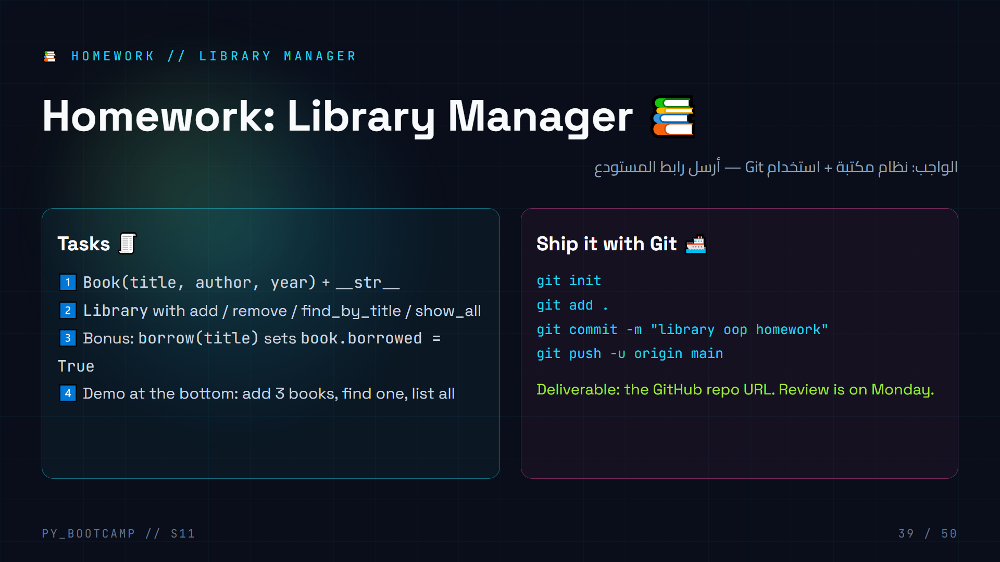 📚 HOMEWORK // LIBRARY MANAGER
Homework: Library Manager 📚
الواجب: نظام مكتبة + استخدام Git — أرسل رابط المستودع
Tasks 📜
1️⃣ Book(title, author, year) + __str__
2️⃣ Library with add / remove / find_by_title / show_all
3️⃣ Bonus: borrow(title) sets book.borrowed =
True
4️⃣ Demo at the bottom: add 3 books, find one, list all
Ship it with Git 🚢
git init
git add .
git commit -m "library oop homework"
git push -u origin main
Deliverable: the GitHub repo URL. Review is on Monday.
PY_BOOTCAMP // S11
39 / 50